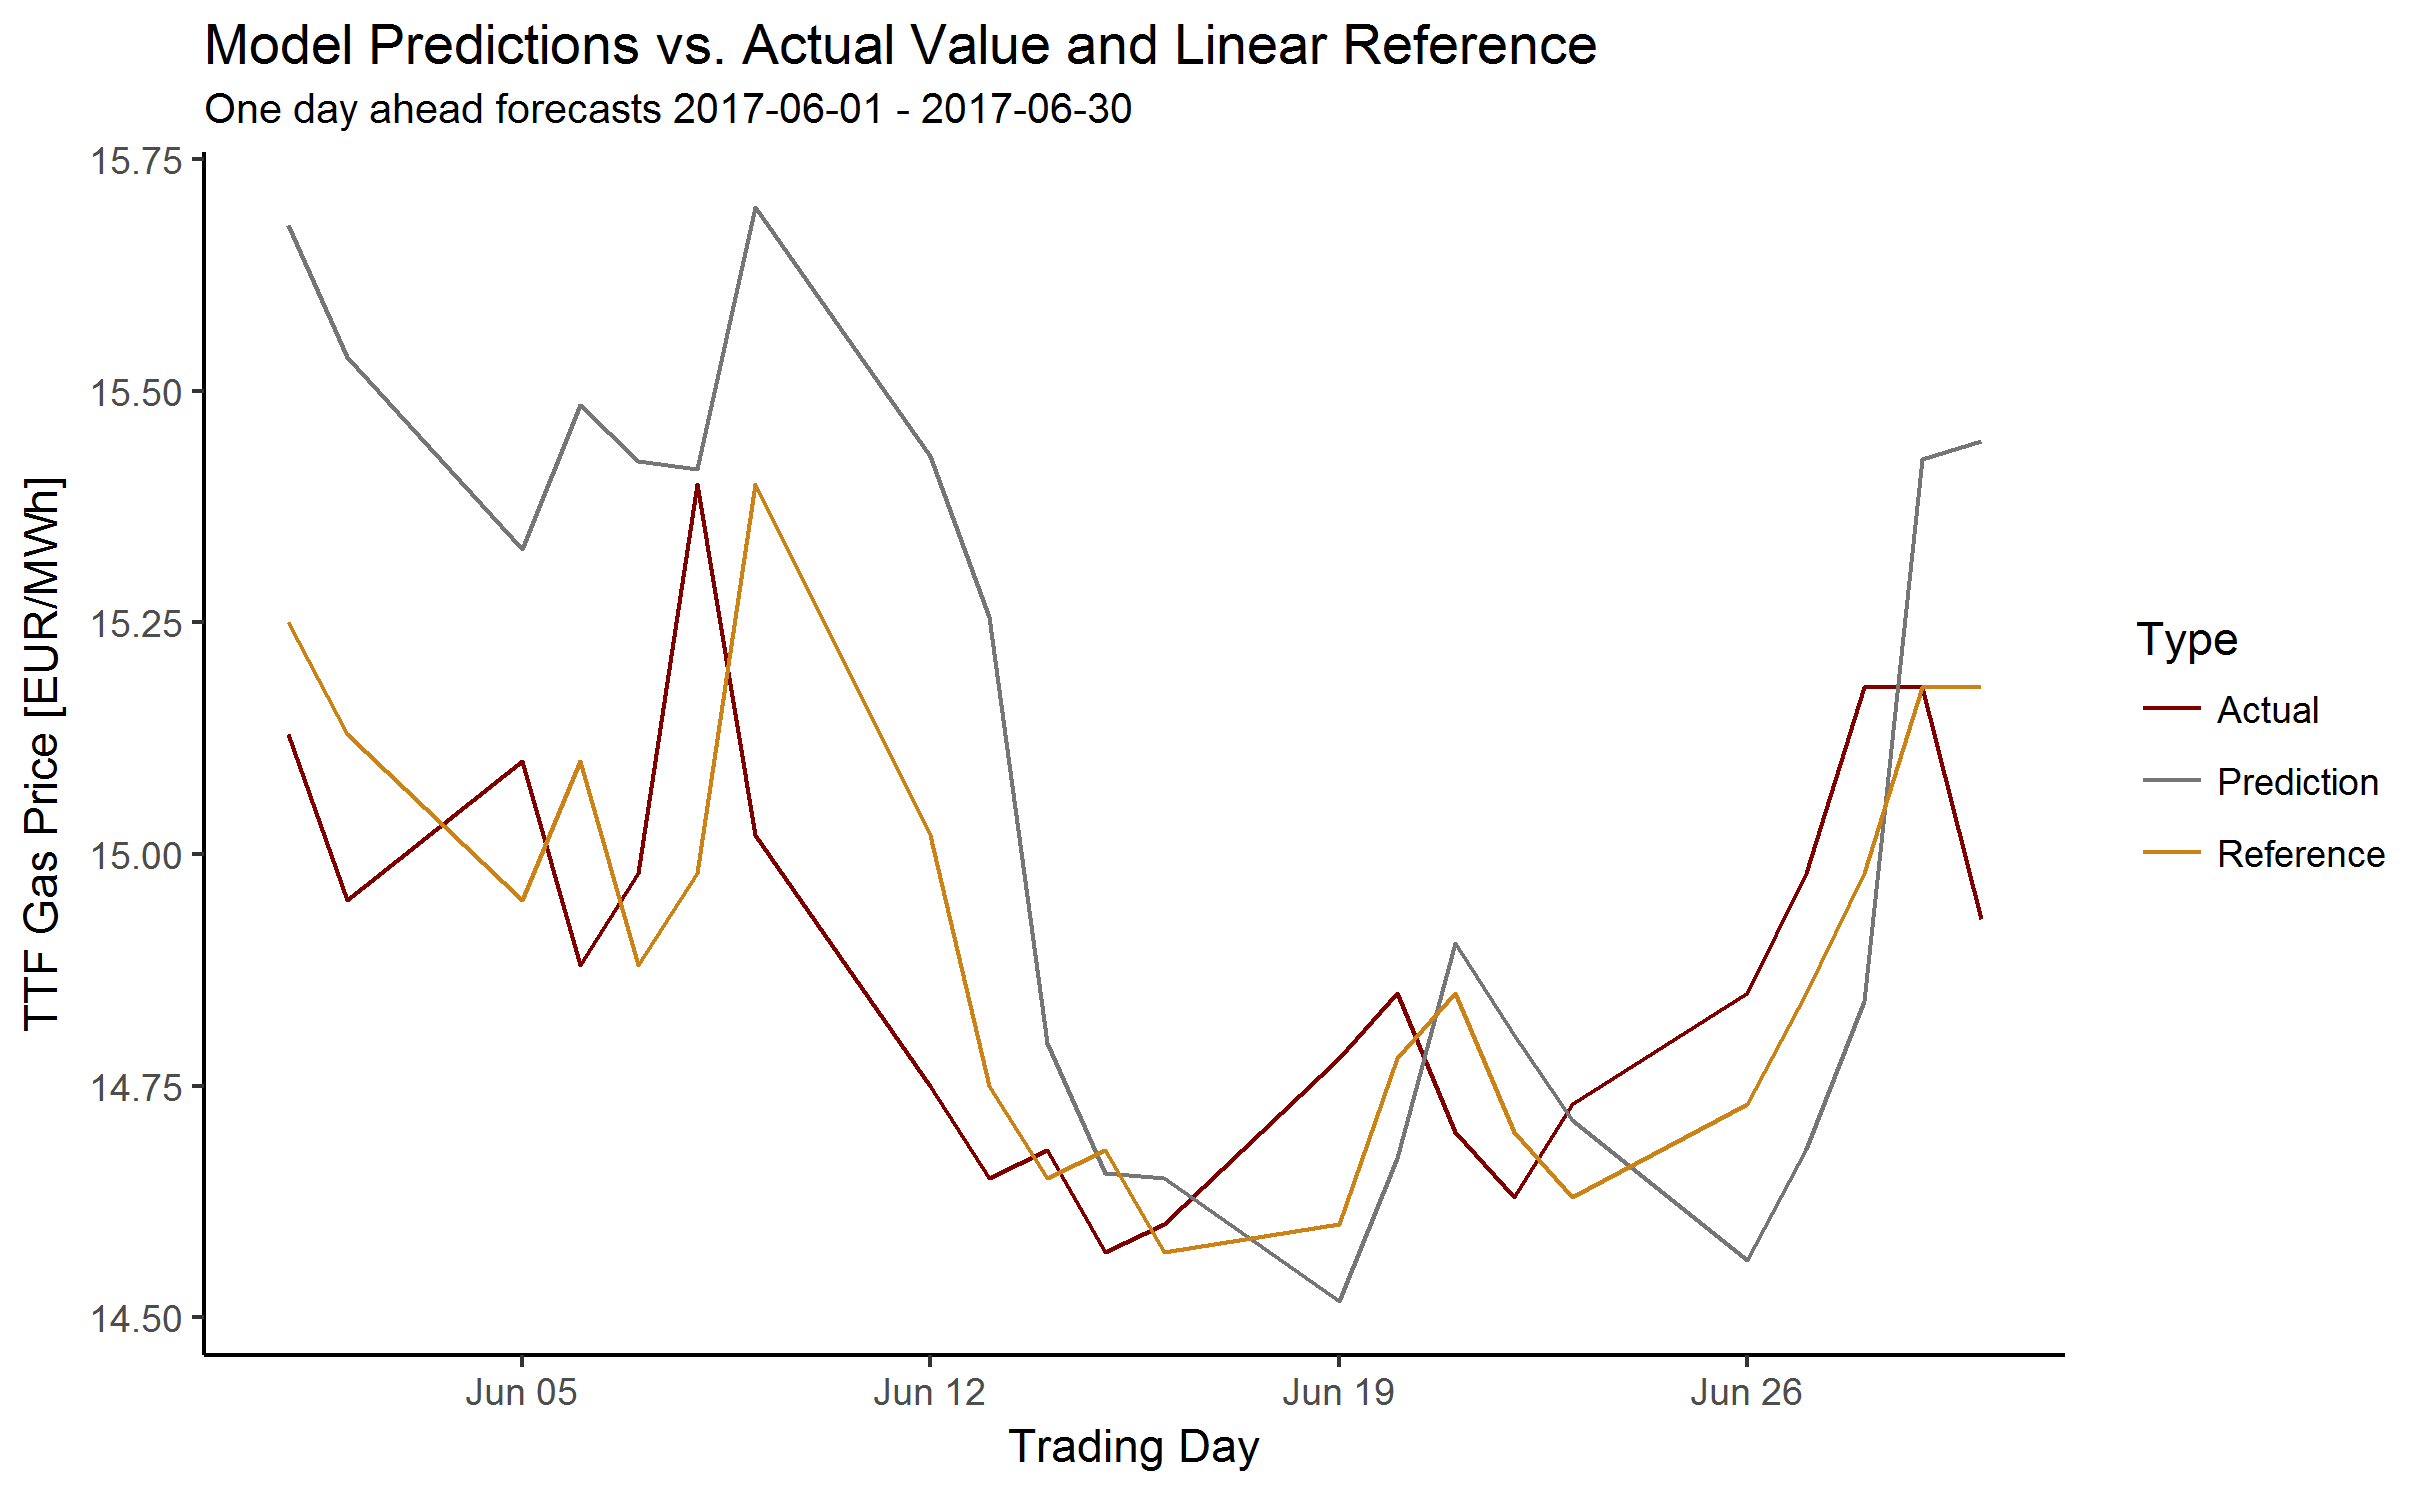 Model Predictions vs. Actual Value and Linear Reference
One day ahead forecasts 2017-06-01 - 2017-06-30
15.75
15.50
15.25
15.00
14.75
14.50
TTF Gas Price [EUR/MWh]
Jun 05
Jun 12
Jun 19
Jun 26
Trading Day
Type
Actual
Prediction
Reference